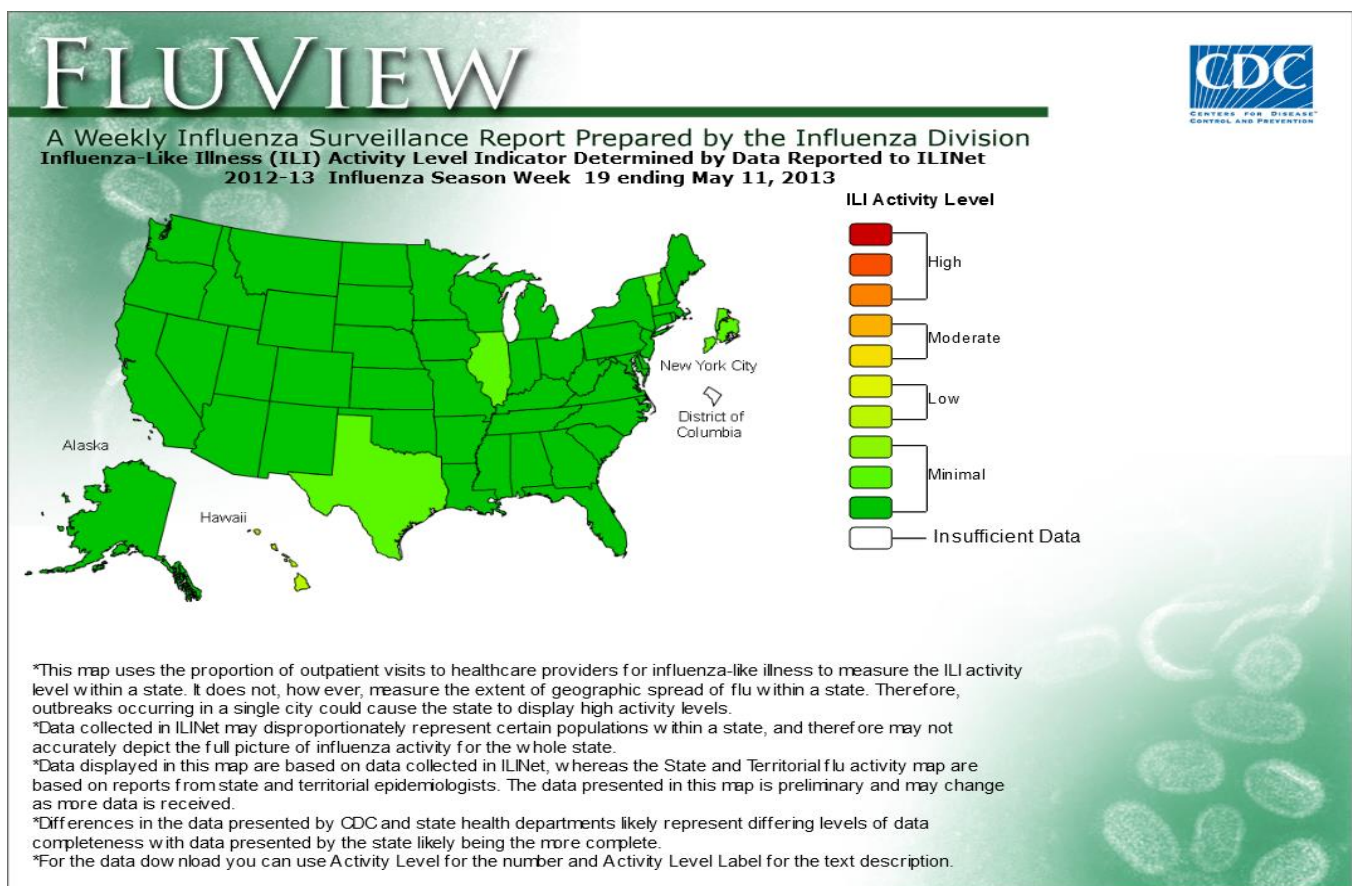 FLUVIEW
CDC
CENTERS FOR DISEASE™
CONTROL AND PREVENTION
A Weekly Influenza Surveillance Report Prepared by the Influenza Division
Influenza-Like Illness (ILI) Activity Level Indicator Determined by Data Reported to ILINet
2012-13 Influenza Season Week 19 ending May 11, 2013
ILI Activity Level
High
Moderate
Low
Minimal
Insufficient Data
New York City
District of
Columbia
Alaska
Hawaii
*This map uses the proportion of outpatient visits to healthcare providers for influenza-like illness to measure the ILI activity
level within a state. It does not, however, measure the extent of geographic spread of flu within a state. Therefore,
outbreaks occurring in a single city could cause the state to display high activity levels.
*Data collected in ILINet may disproportionately represent certain populations within a state, and therefore may not
accurately depict the full picture of influenza activity for the whole state.
*Data displayed in this map are based on data collected in ILINet, whereas the State and Territorial flu activity map are
based on reports from state and territorial epidemiologists. The data presented in this map is preliminary and may change
as more data is received.
*Differences in the data presented by CDC and state health departments likely represent differing levels of data
completeness with data presented by the state likely being the more complete.
*For the data download you can use Activity Level for the number and Activity Level Label for the text description.